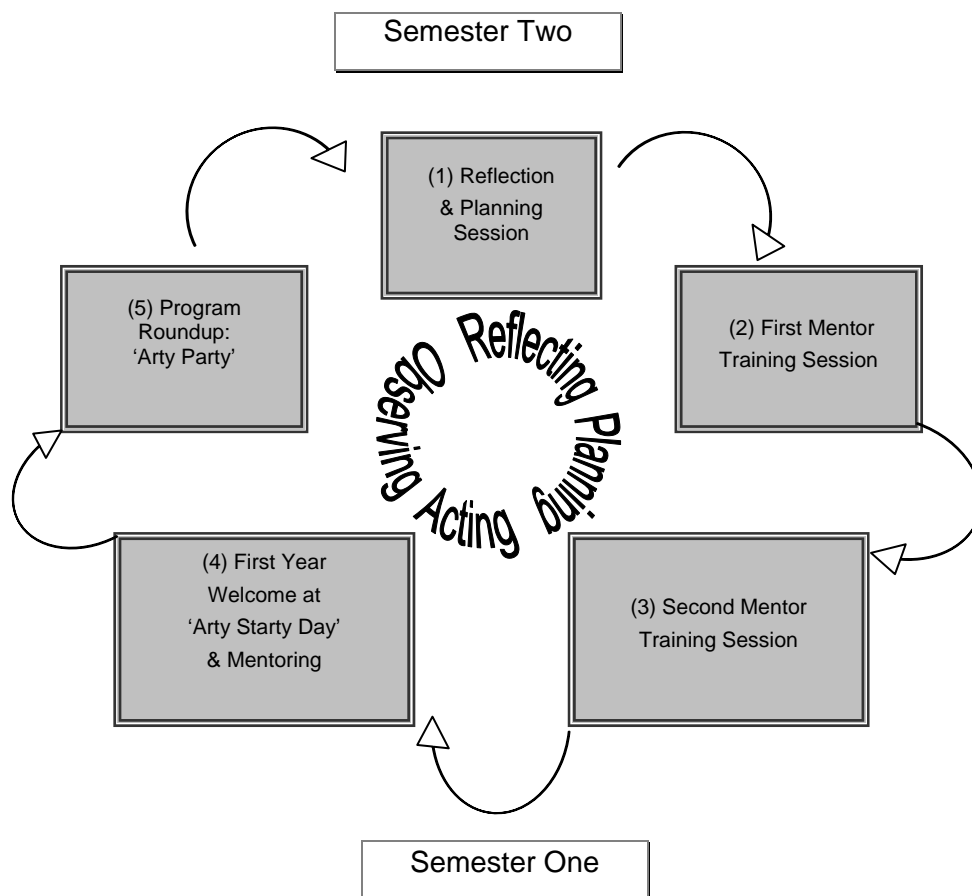 Semester Two
(1) Reflection
& Planning
Session
(2) First Mentor
Training Session
(3) Second Mentor
Training Session
(4) First Year
Welcome at
‘Arty Starty Day’
& Mentoring
(5) Program
Roundup:
‘Arty Party’
Reflecting Planning Acting Observing
Semester One